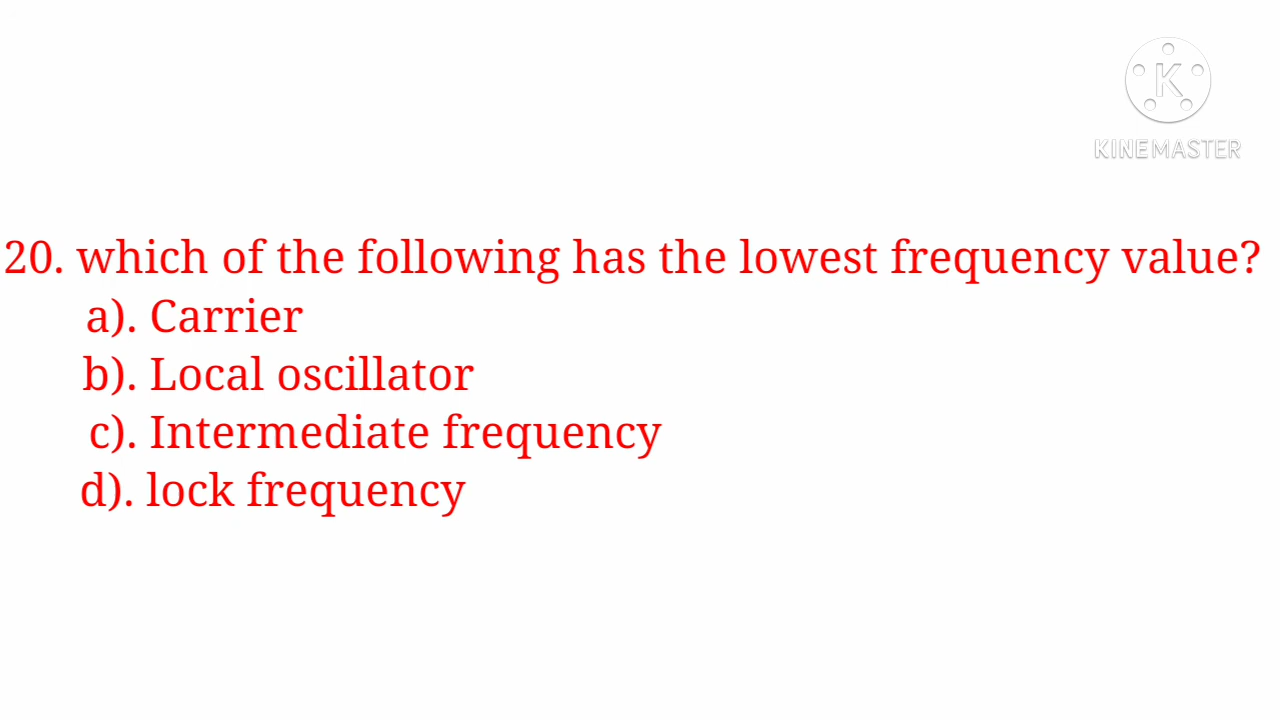 K
KINEMASTER
20. which of the following has the lowest frequency value?
a). Carrier
b). Local oscillator
c). Intermediate frequency
d). lock frequency